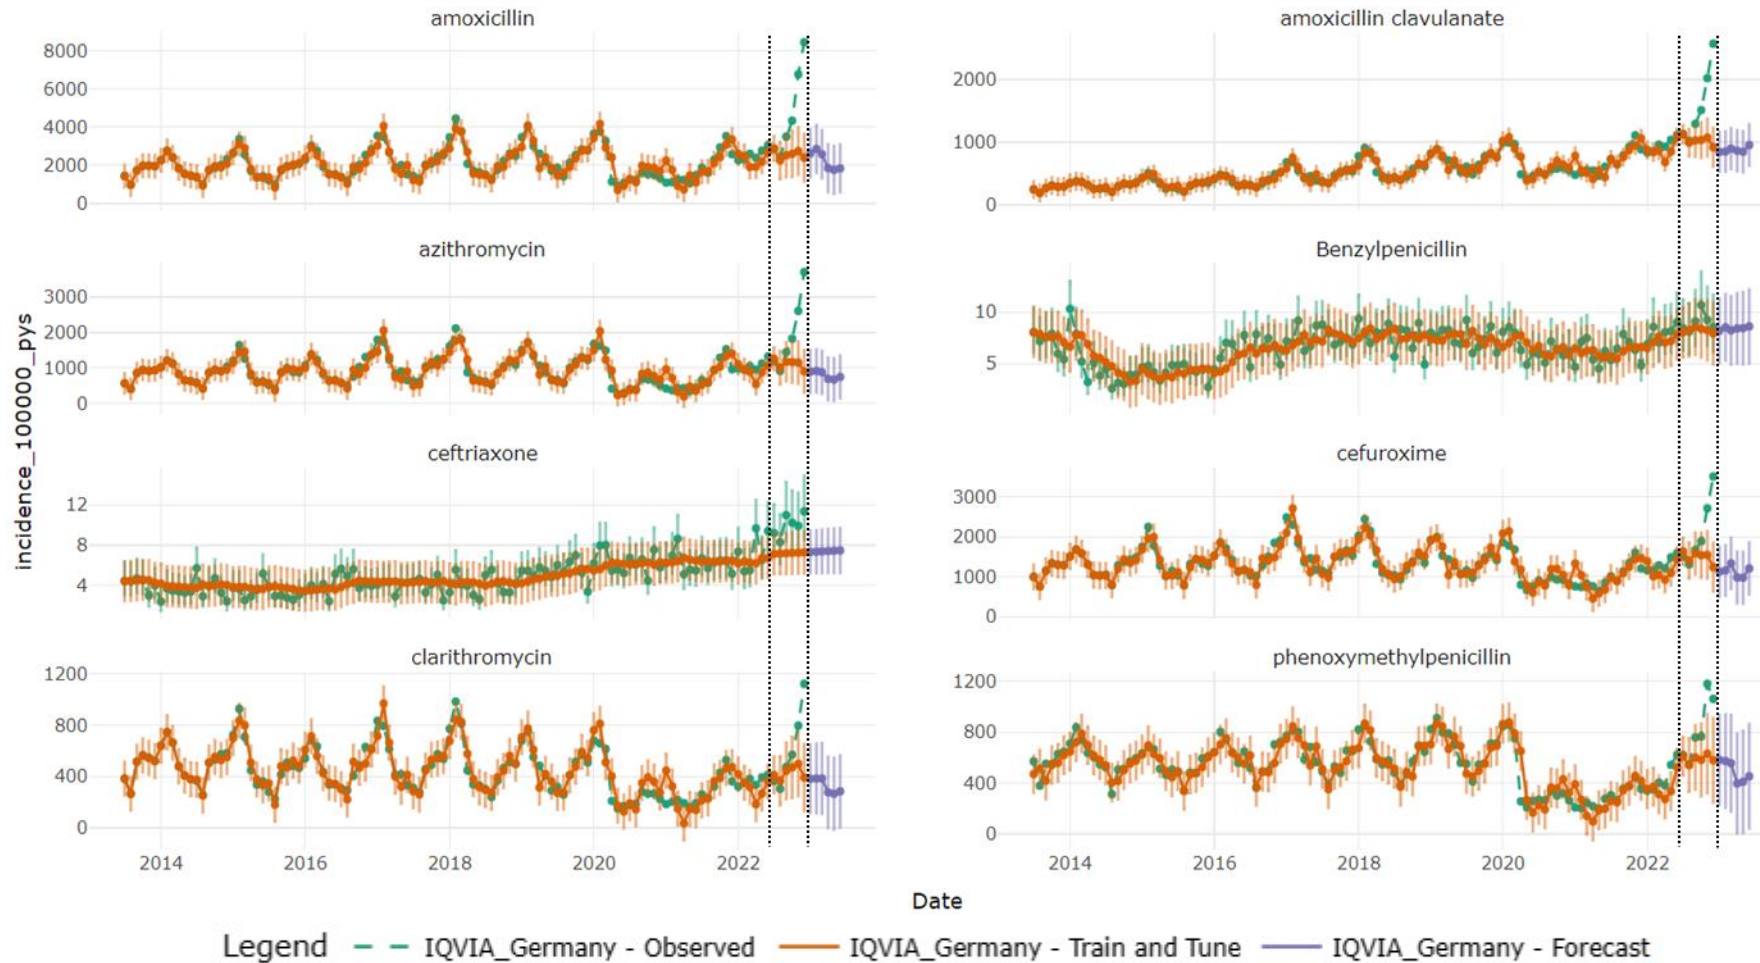 amoxicillin
amoxicillin clavulanate
8000
6000
4000
2000
0
2000
1000
0
azithromycin
Benzylpenicillin
3000
2000
1000
0
10
5
ceftriaxone
cefuroxime
12
8
4
3000
2000
1000
0
clarithromycin
phenoxymethylpenicillin
1200
800
400
0
1200
800
400
0
incidence_100000_pys
2014 2016 2018 2020 2022
2014 2016 2018 2020 2022
Date
Legend IQVIA_Germany - Observed IQVIA_Germany - Train and Tune IQVIA_Germany - Forecast